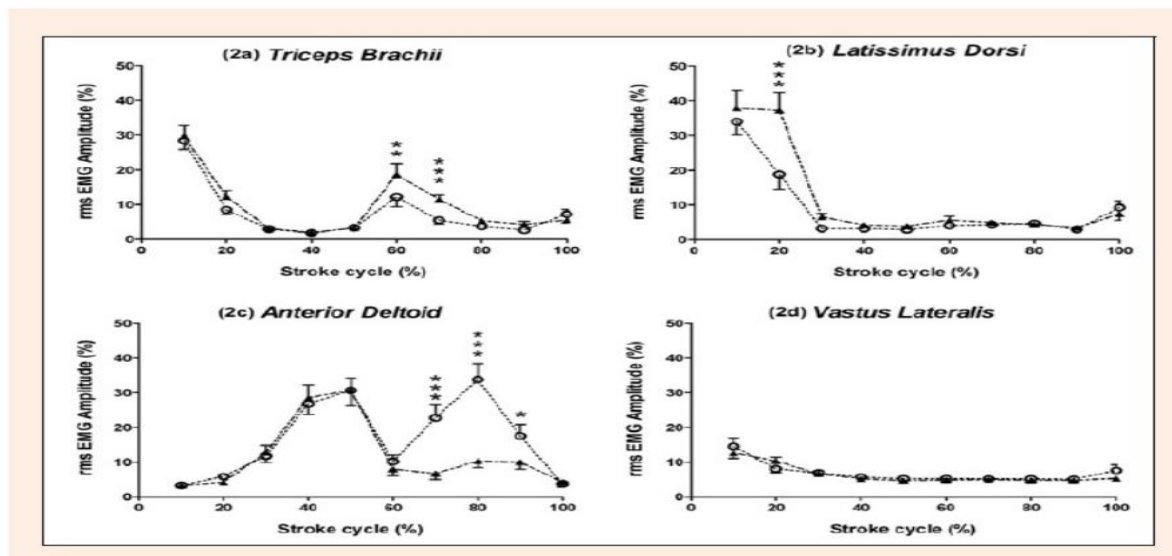 (2a) Triceps Brachii
rms EMG Amplitude (%)
50
40
30
20
10
0
***
**
0 20 40 60 80 100
Stroke cycle (%)
(2b) Latissimus Dorsi
rms EMG Amplitude (%)
50
40
30
20
10
0
***
0 20 40 60 80 100
Stroke cycle (%)
(2c) Anterior Deltoid
rms EMG Amplitude (%)
50
40
30
20
10
0
***
***
*
0 20 40 60 80 100
Stroke cycle (%)
(2d) Vastus Lateralis
rms EMG Amplitude (%)
50
40
30
20
10
0
0 20 40 60 80 100
Stroke cycle (%)